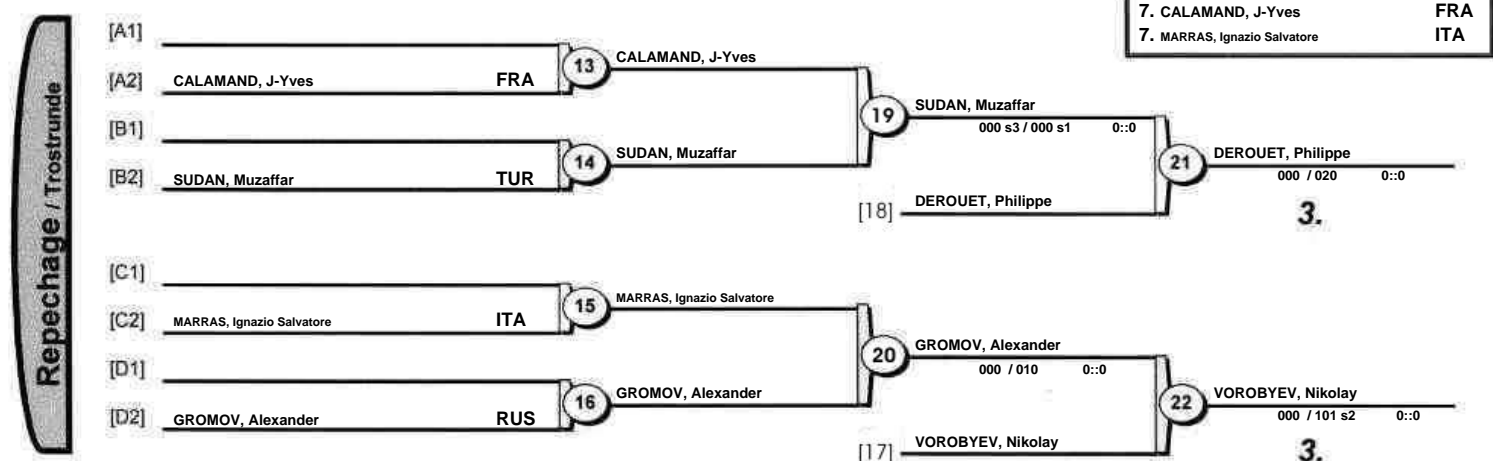 7. CALAMAND, J-Yves FRA
7. MARRAS, Ignazio Salvatore ITA
Repechage / Trostrunde
[A1]
[A2] CALAMAND, J-Yves FRA
13 CALAMAND, J-Yves
[B1]
[B2] SUDAN, Muzaffar TUR
14 SUDAN, Muzaffar
19 SUDAN, Muzaffar
000 s3 / 000 s1 0::0
[18] DEROUET, Philippe
21 DEROUET, Philippe
000 / 020 0::0
3.
[C1]
[C2] MARRAS, Ignazio Salvatore ITA
15 MARRAS, Ignazio Salvatore
[D1]
[D2] GROMOV, Alexander RUS
16 GROMOV, Alexander
20 GROMOV, Alexander
000 / 010 0::0
[17] VOROBYEV, Nikolay
22 VOROBYEV, Nikolay
000 / 101 s2 0::0
3.